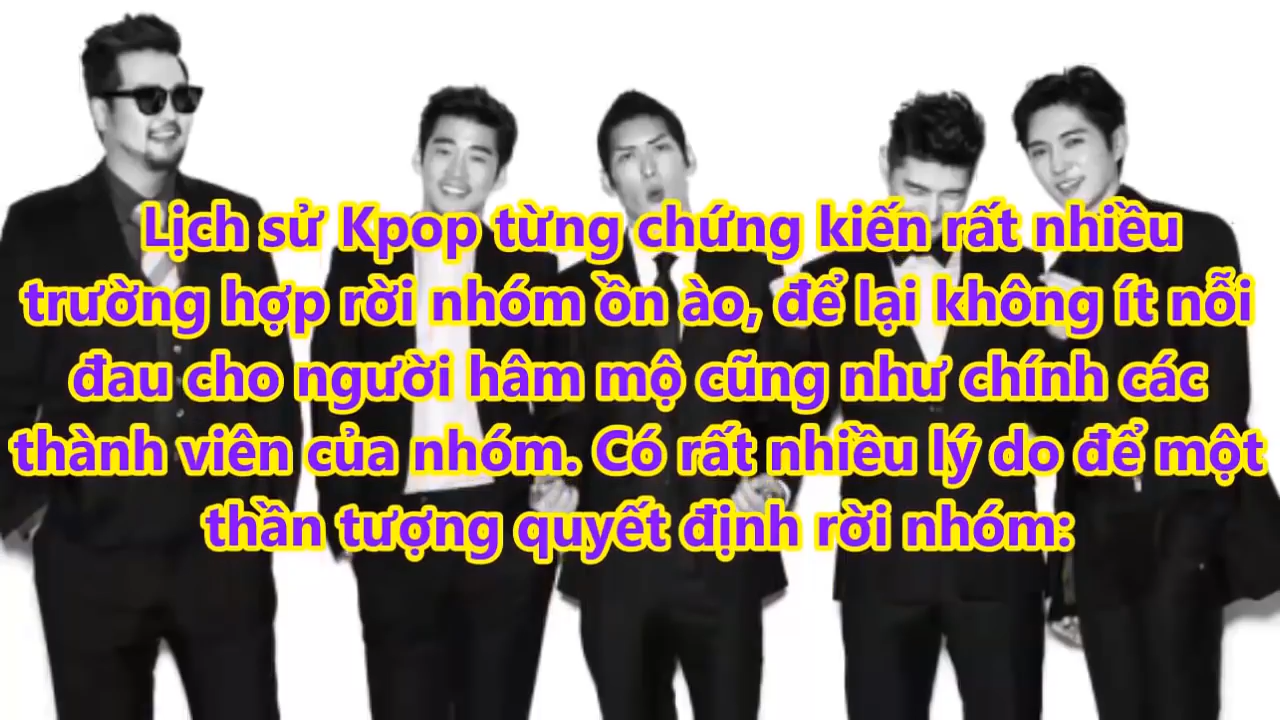 Lịch sử Kpop từng chứng kiến rất nhiều
trường hợp rời nhóm ồn ào, để lại không ít nỗi
đau cho người hâm mộ cũng như chính các
thành viên của nhóm. Có rất nhiều lý do để một
thần tượng quyết định rời nhóm: